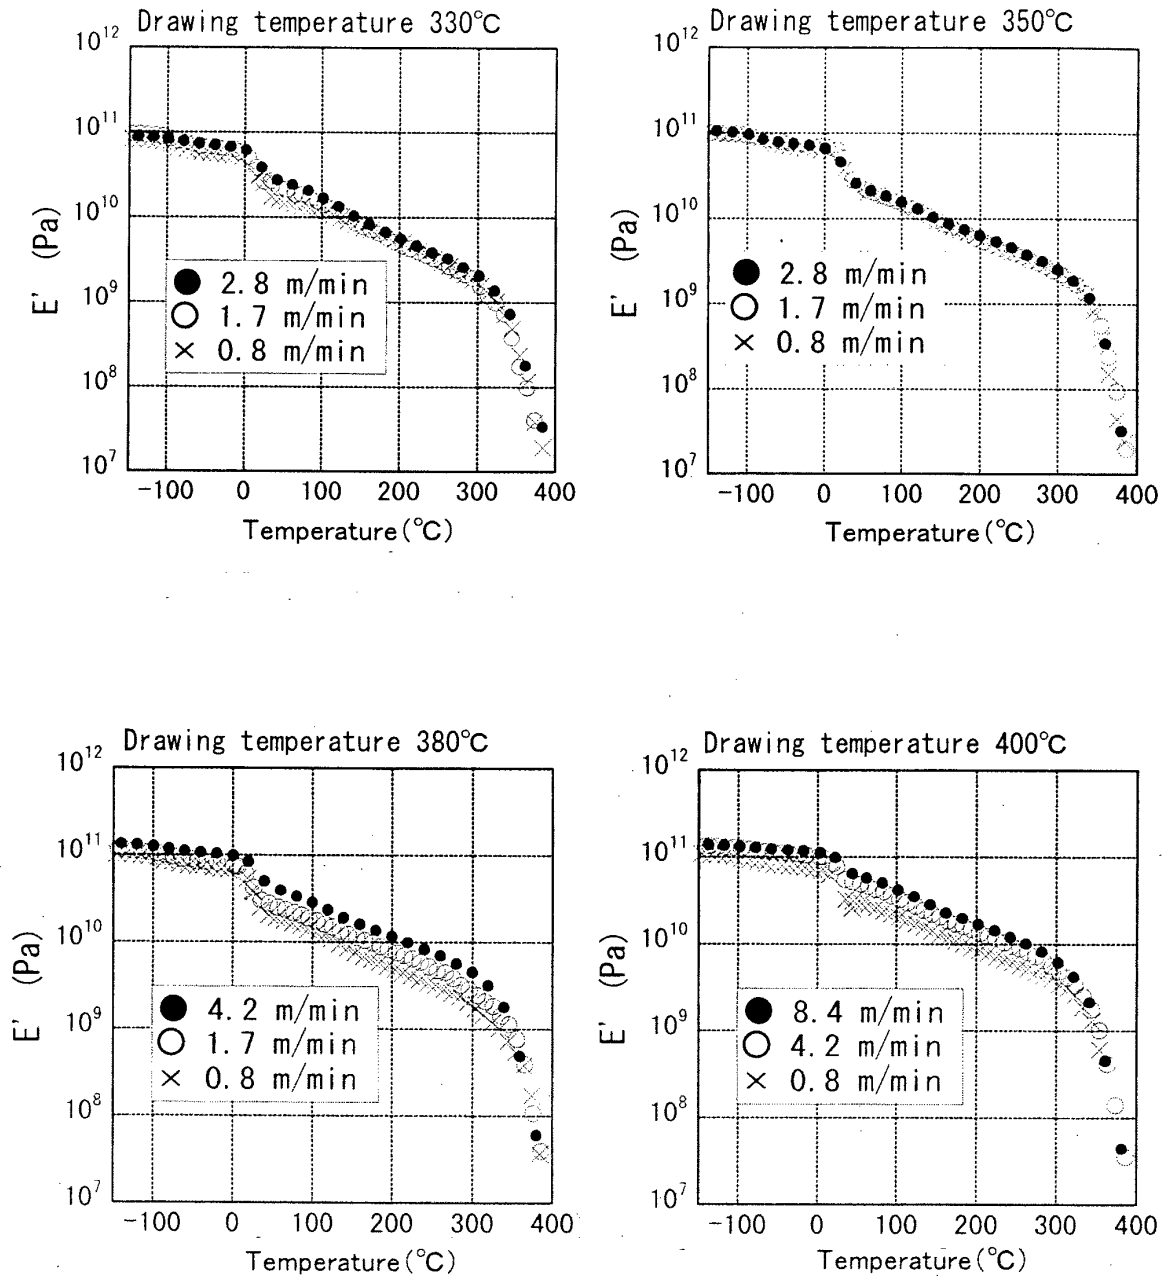 Drawing temperature 330℃
10¹²
10¹¹
10¹⁰
10⁹
10⁸
10⁷
E' (Pa)
● 2.8 m/min
○ 1.7 m/min
× 0.8 m/min
−100 0 100 200 300 400
Temperature(℃)
Drawing temperature 350℃
10¹²
10¹¹
10¹⁰
10⁹
10⁸
10⁷
E' (Pa)
● 2.8 m/min
○ 1.7 m/min
× 0.8 m/min
−100 0 100 200 300 400
Temperature(℃)
Drawing temperature 380℃
10¹²
10¹¹
10¹⁰
10⁹
10⁸
10⁷
E' (Pa)
● 4.2 m/min
○ 1.7 m/min
× 0.8 m/min
−100 0 100 200 300 400
Temperature(℃)
Drawing temperature 400℃
10¹²
10¹¹
10¹⁰
10⁹
10⁸
10⁷
E' (Pa)
● 8.4 m/min
○ 4.2 m/min
× 0.8 m/min
−100 0 100 200 300 400
Temperature(℃)